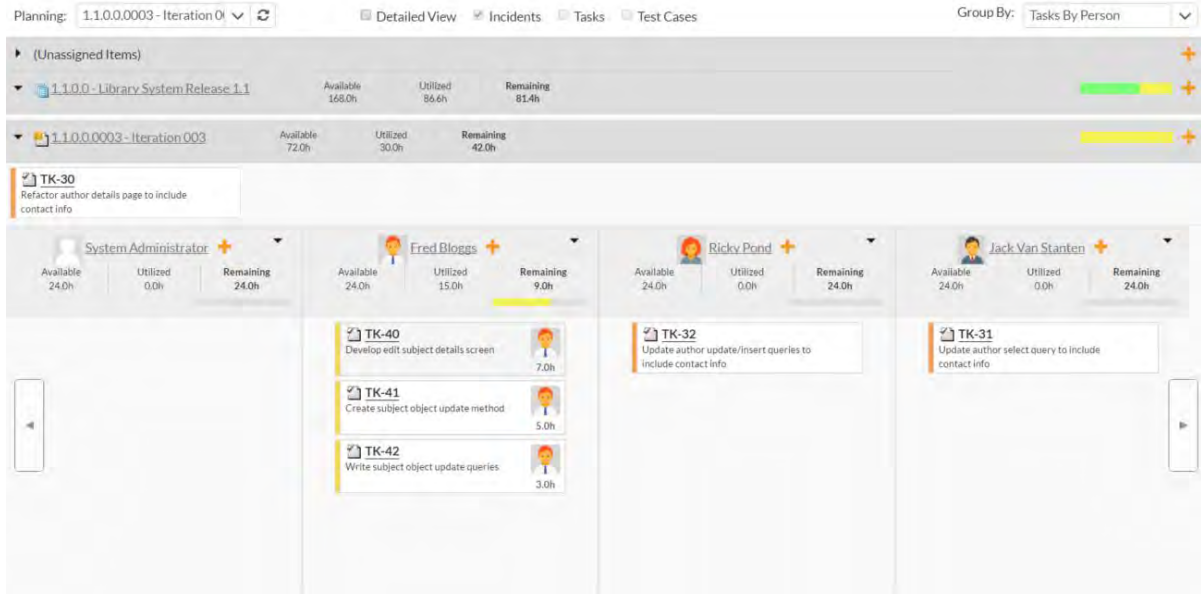 Planning: 1.1.0.0.0003 - Iteration 0
Detailed View Incidents Tasks Test Cases
Group By: Tasks By Person
(Unassigned Items)
1.1.0.0 - Library System Release 1.1
Available Utilized Remaining
168.0h 86.6h 81.4h
1.1.0.0.0003 - Iteration 003
Available Utilized Remaining
72.0h 30.0h 42.0h
TK-30
Refactor author details page to include
contact info
System Administrator
Available Utilized Remaining
24.0h 0.0h 24.0h
Fred Bloggs
Available Utilized Remaining
24.0h 15.0h 9.0h
TK-40
Develop edit subject details screen
7.0h
TK-41
Create subject object update method
5.0h
TK-42
Write subject object update queries
3.0h
Ricky Pond
Available Utilized Remaining
24.0h 0.0h 24.0h
TK-32
Update author update/insert queries to
include contact info
Jack Van Stanten
Available Utilized Remaining
24.0h 0.0h 24.0h
TK-31
Update author select query to include
contact info